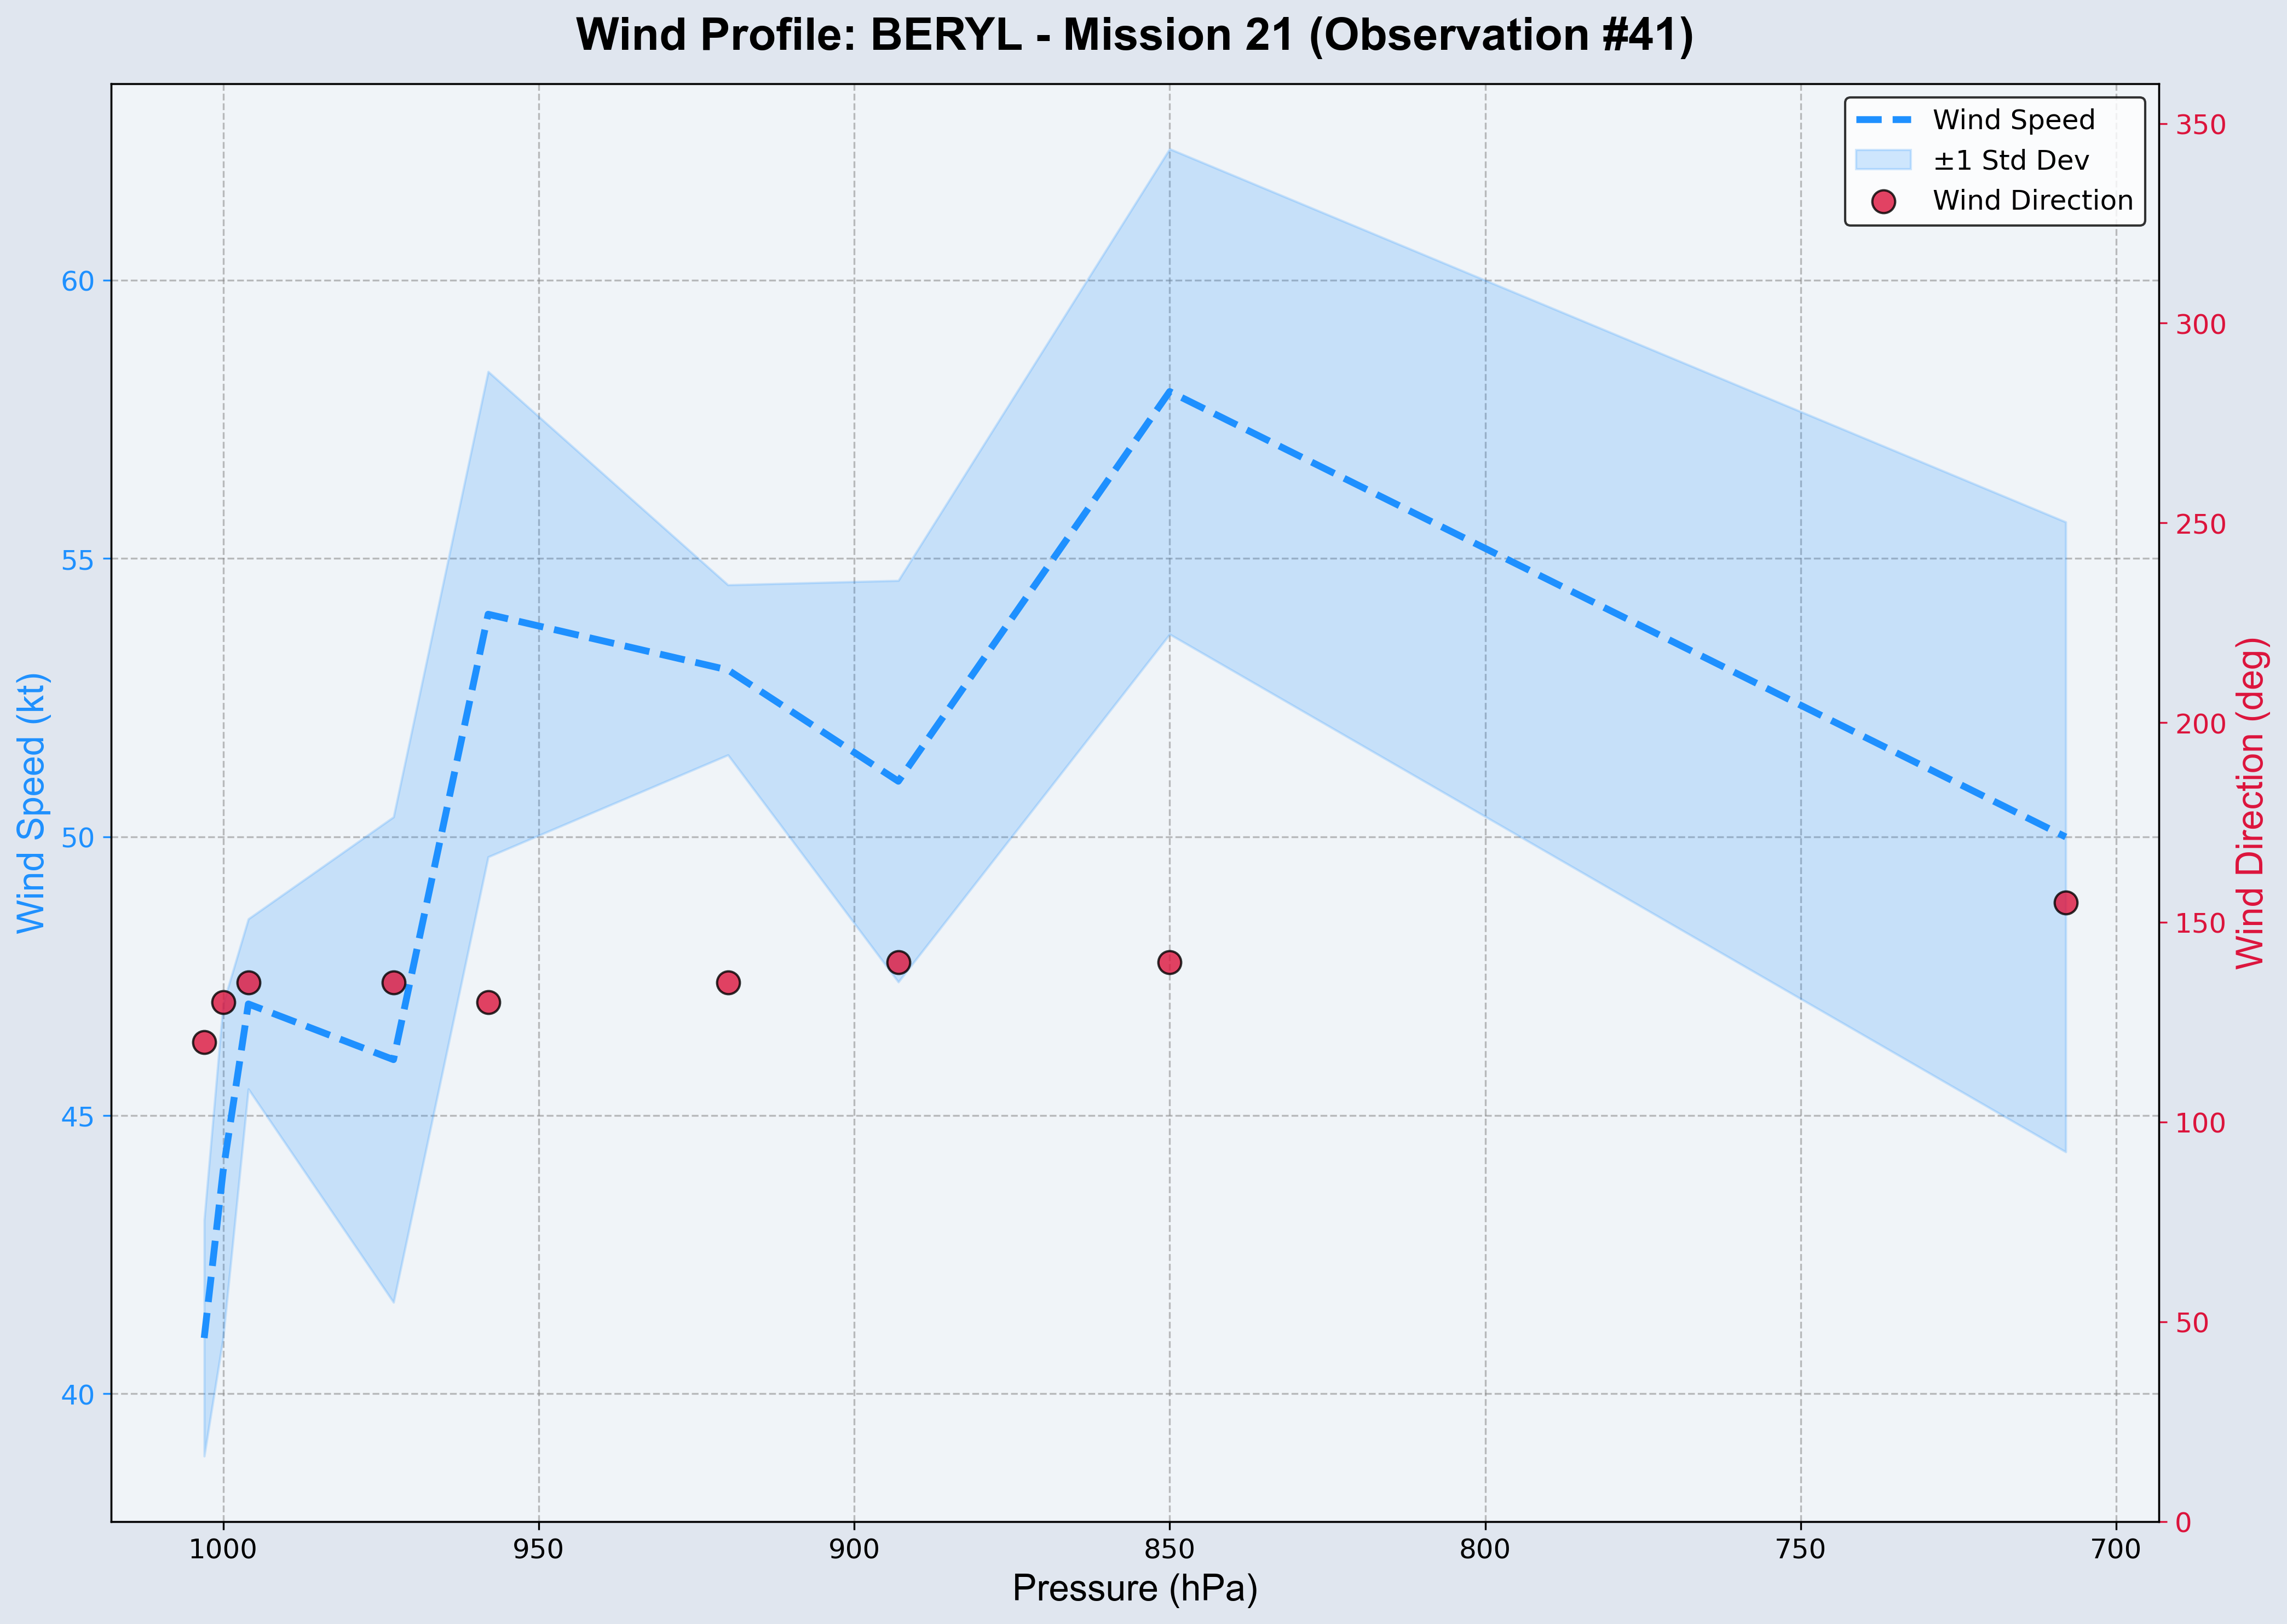 Wind Profile: BERYL - Mission 21 (Observation #41)
Wind Speed
±1 Std Dev
Wind Direction
60
55
50
45
40
Wind Speed (kt)
350
300
250
200
150
100
50
0
Wind Direction (deg)
1000 950 900 850 800 750 700
Pressure (hPa)